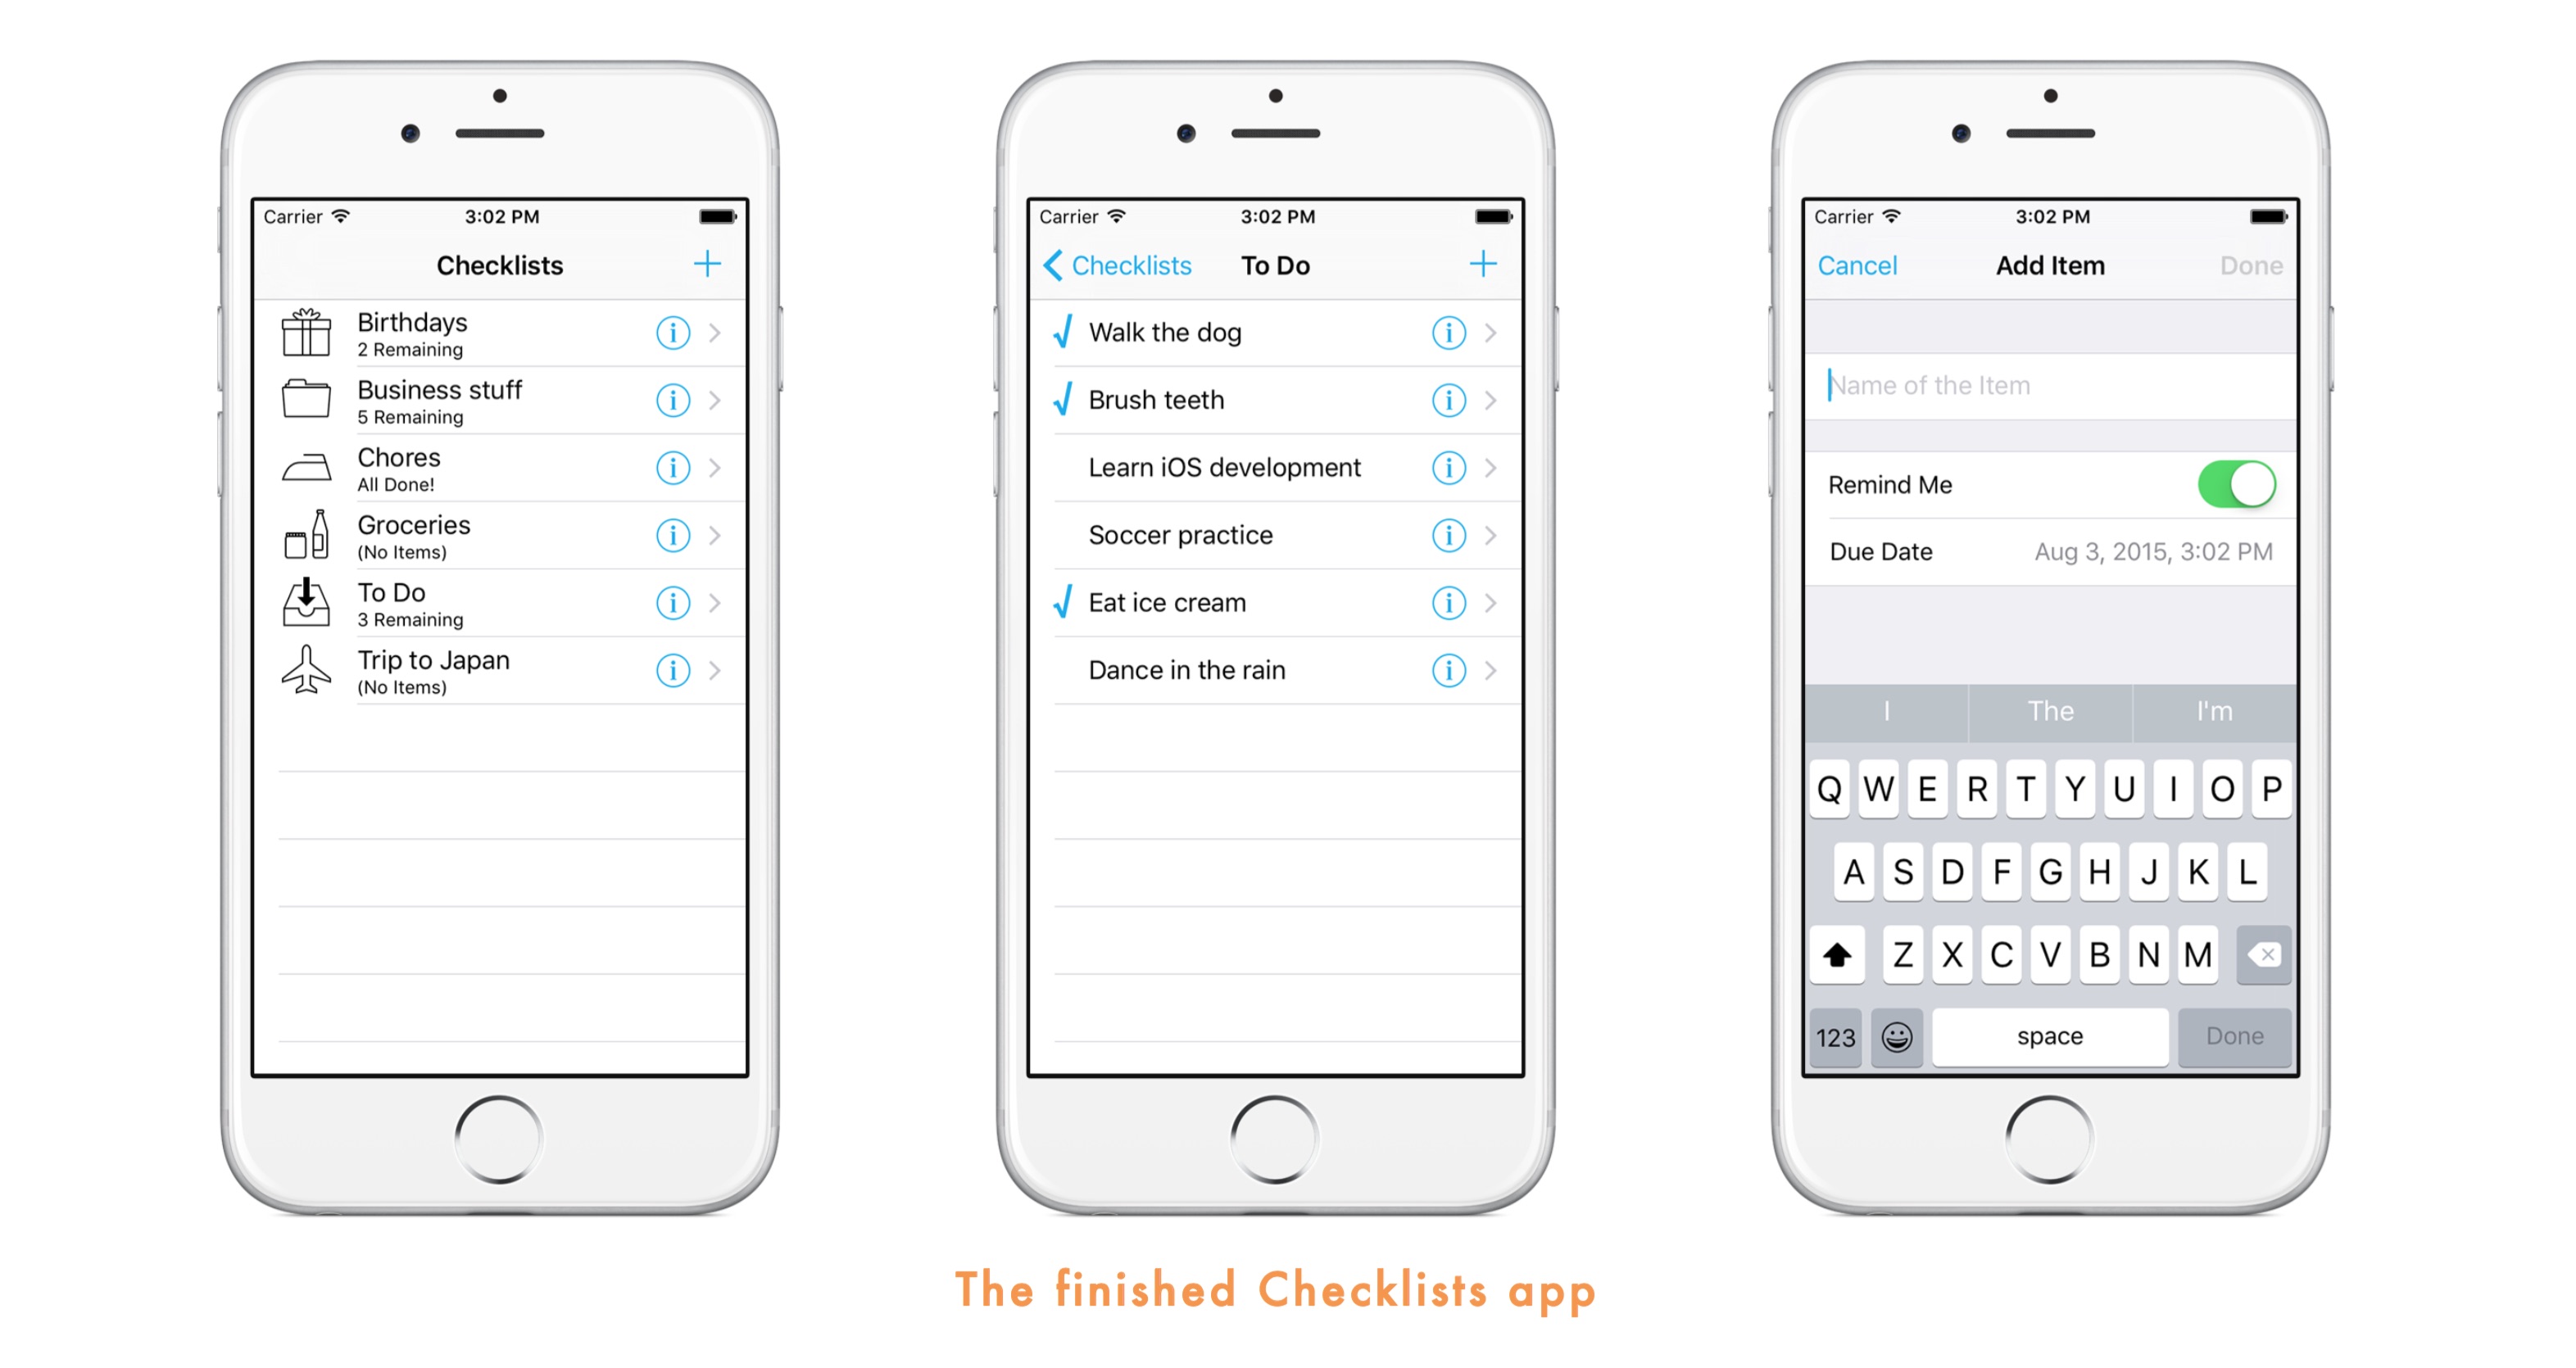 Carrier 3:02 PM
Checklists +
Birthdays
2 Remaining
Business stuff
5 Remaining
Chores
All Done!
Groceries
(No Items)
To Do
3 Remaining
Trip to Japan
(No Items)
Carrier 3:02 PM
Checklists To Do +
√ Walk the dog
√ Brush teeth
Learn iOS development
Soccer practice
√ Eat ice cream
Dance in the rain
Carrier 3:02 PM
Cancel Add Item Done
Name of the Item
Remind Me
Due Date Aug 3, 2015, 3:02 PM
I The I'm
Q W E R T Y U I O P
A S D F G H J K L
Z X C V B N M
123 space Done
The finished Checklists app